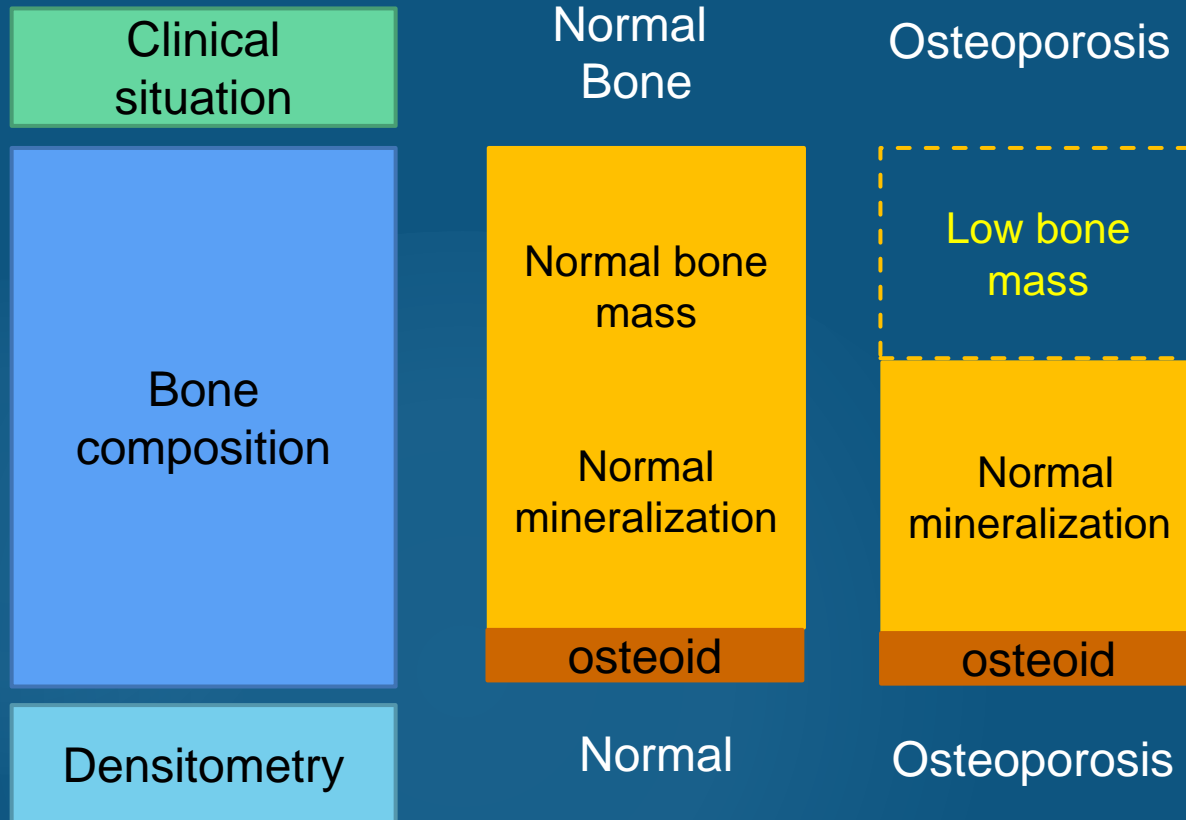 Clinical
situation
Normal
Bone
Osteoporosis
Bone
composition
Normal bone
mass
Normal
mineralization
osteoid
Low bone
mass
Normal
mineralization
osteoid
Densitometry
Normal
Osteoporosis